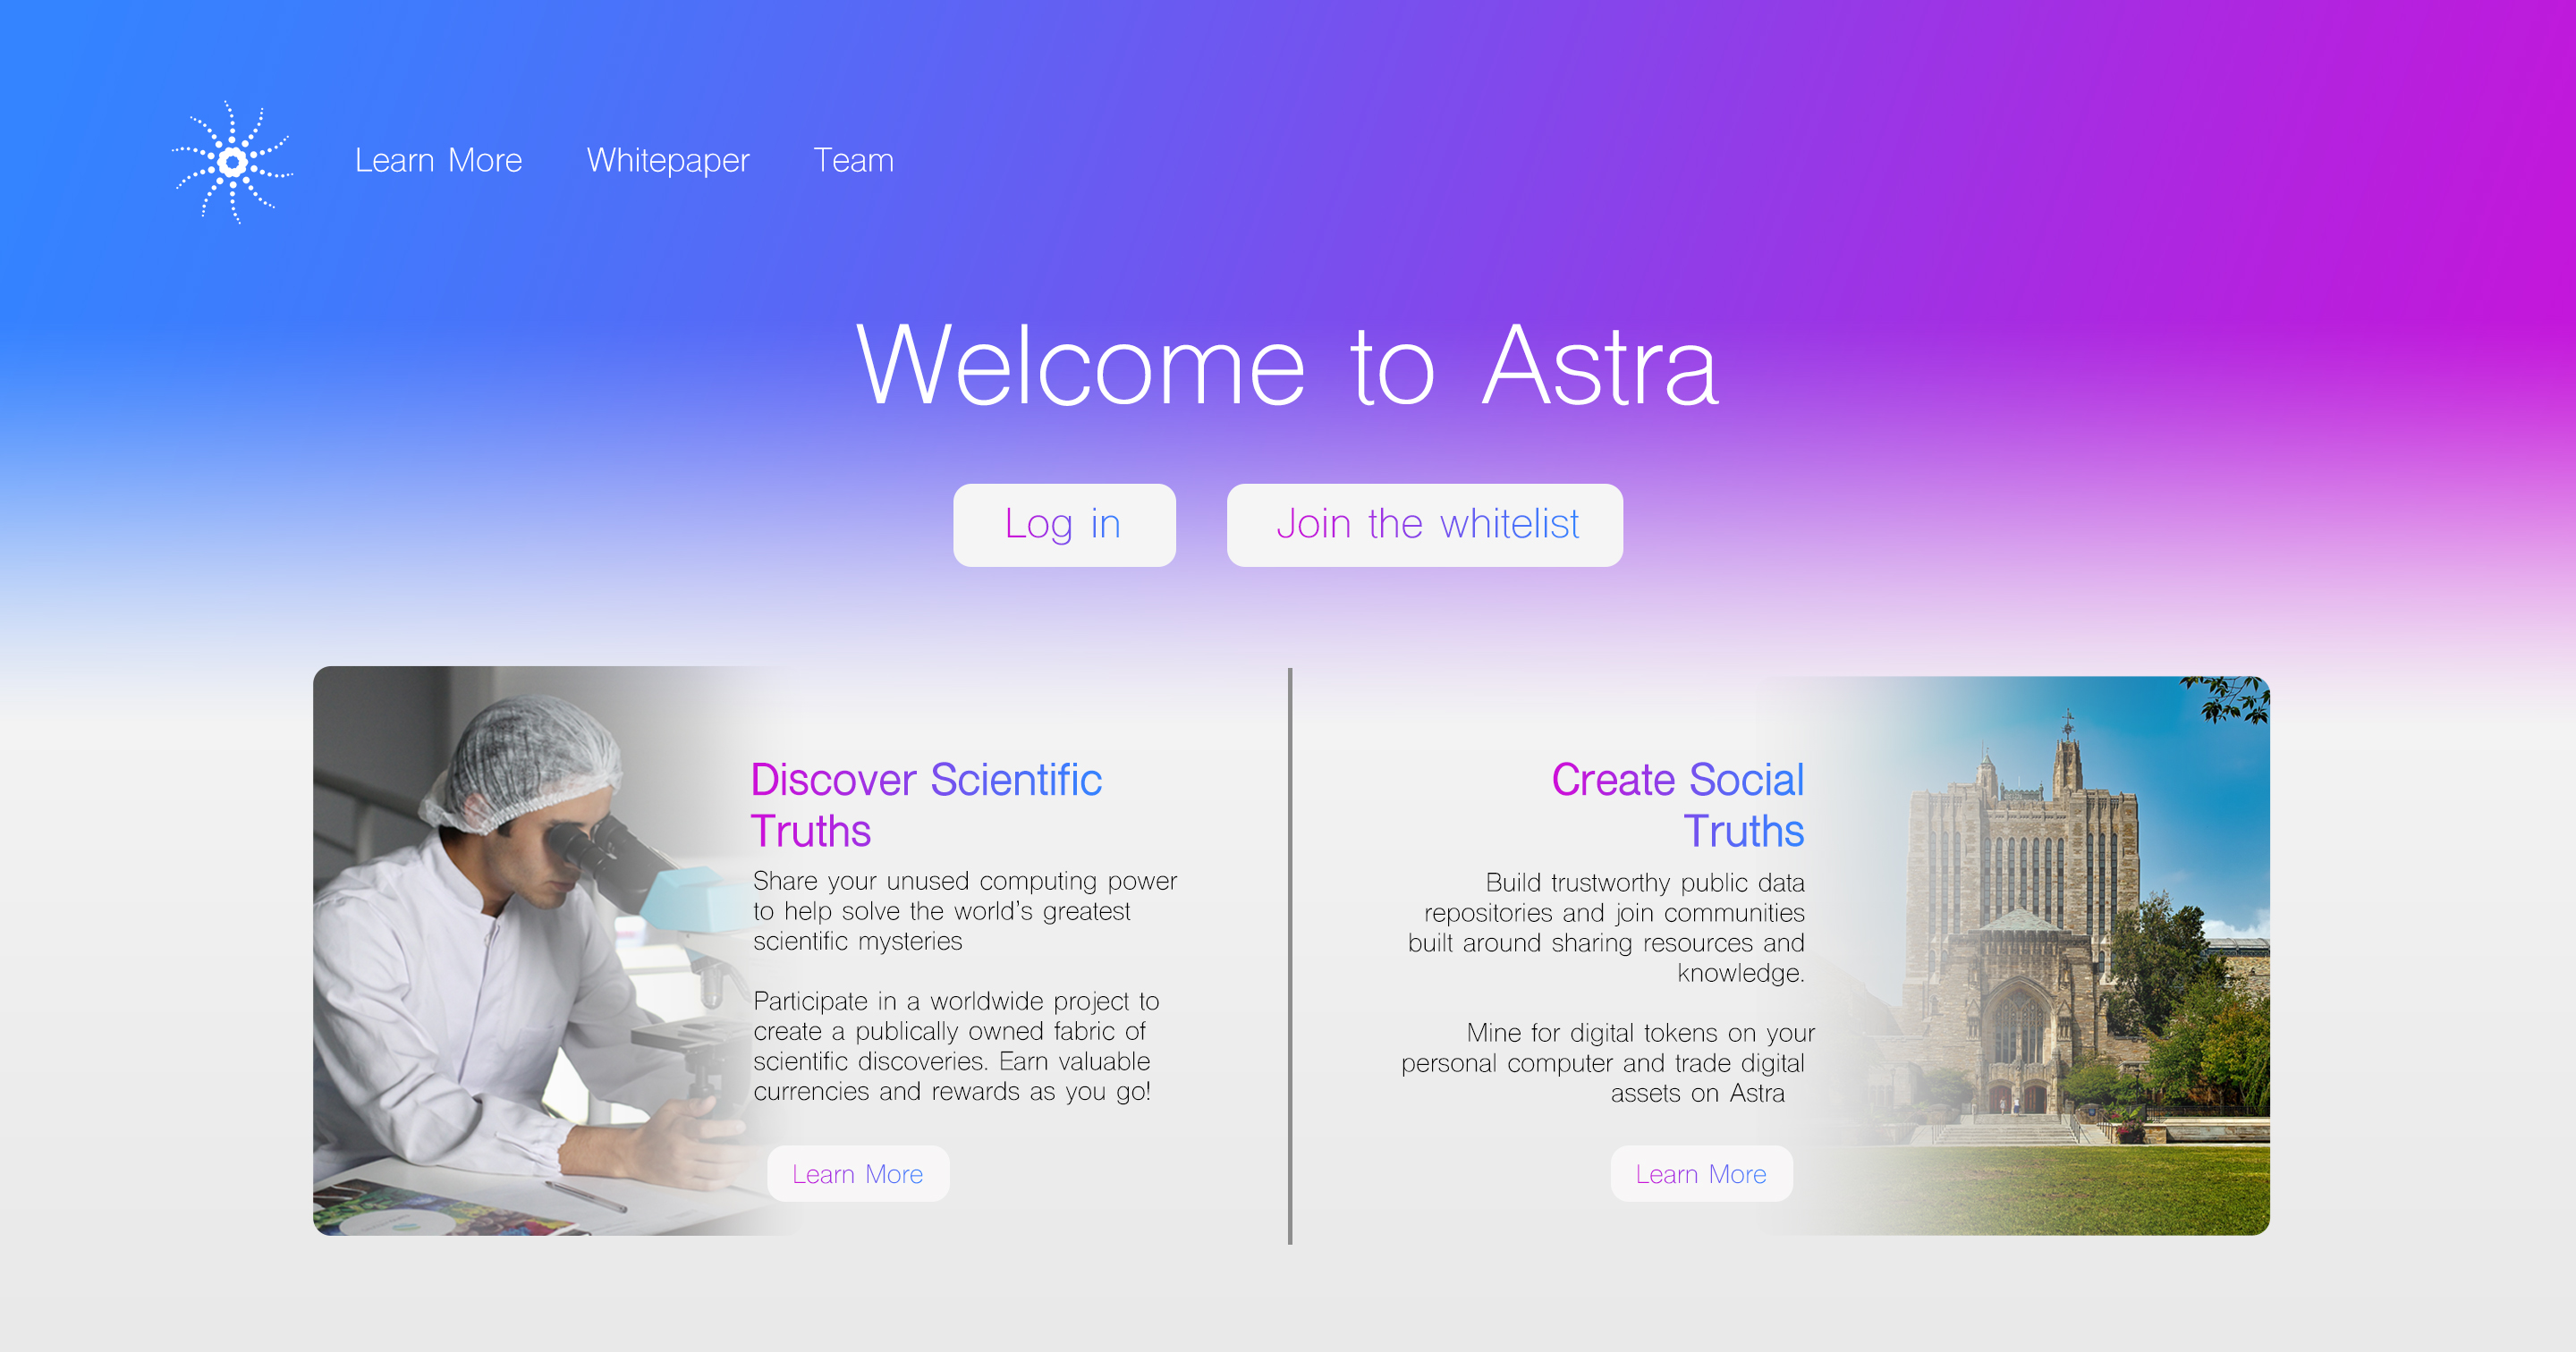 Learn More
Whitepaper
Team
Welcome to Astra
Log in
Join the whitelist
Discover Scientific
Truths
Share your unused computing power
to help solve the world's greatest
scientific mysteries
Participate in a worldwide project to
create a publically owned fabric of
scientific discoveries. Earn valuable
currencies and rewards as you go!
Learn More
Create Social
Truths
Build trustworthy public data
repositories and join communities
built around sharing resources and
knowledge.
Mine for digital tokens on your
personal computer and trade digital
assets on Astra
Learn More